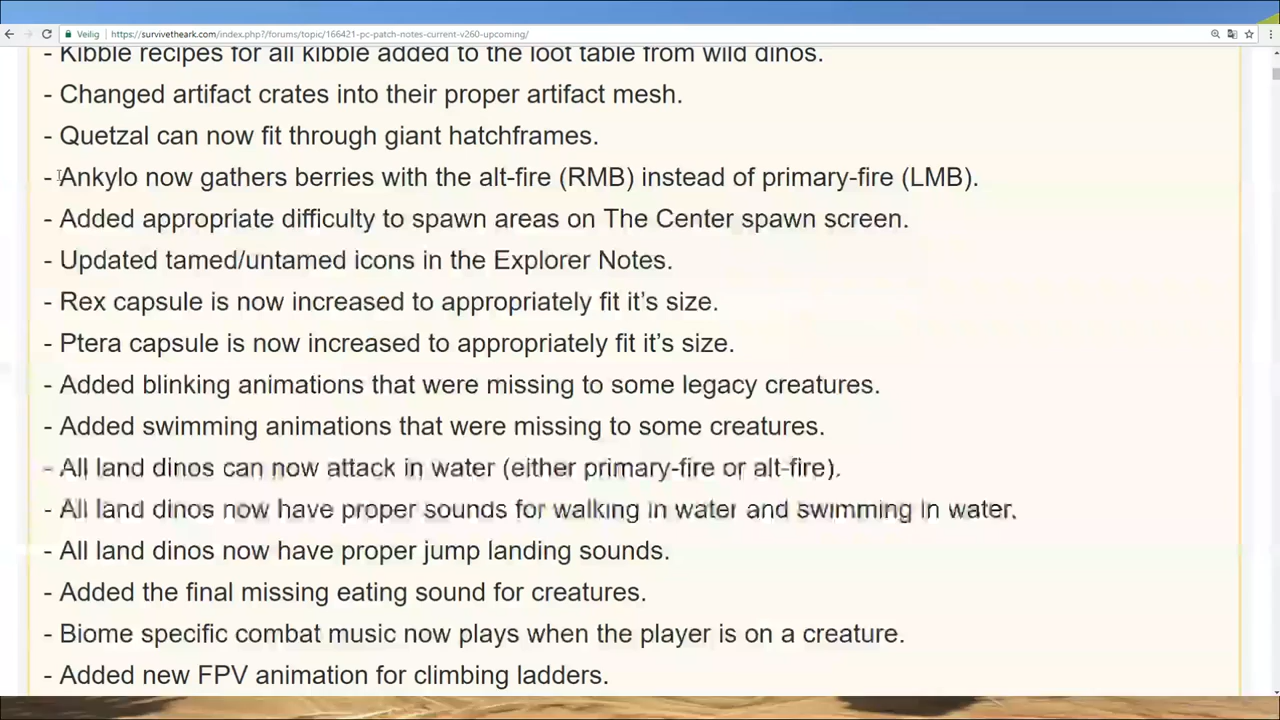 Veilig
https://survivetheark.com/index.php?/forums/topic/166421-pc-patch-notes-current-v260-upcoming/
- Kibble recipes for all kibble added to the loot table from wild dinos.
- Changed artifact crates into their proper artifact mesh.
- Quetzal can now fit through giant hatchframes.
- Ankylo now gathers berries with the alt-fire (RMB) instead of primary-fire (LMB).
- Added appropriate difficulty to spawn areas on The Center spawn screen.
- Updated tamed/untamed icons in the Explorer Notes.
- Rex capsule is now increased to appropriately fit it’s size.
- Ptera capsule is now increased to appropriately fit it’s size.
- Added blinking animations that were missing to some legacy creatures.
- Added swimming animations that were missing to some creatures.
- All land dinos can now attack in water (either primary-fire or alt-fire).
- All land dinos now have proper sounds for walking in water and swimming in water.
- All land dinos now have proper jump landing sounds.
- Added the final missing eating sound for creatures.
- Biome specific combat music now plays when the player is on a creature.
- Added new FPV animation for climbing ladders.